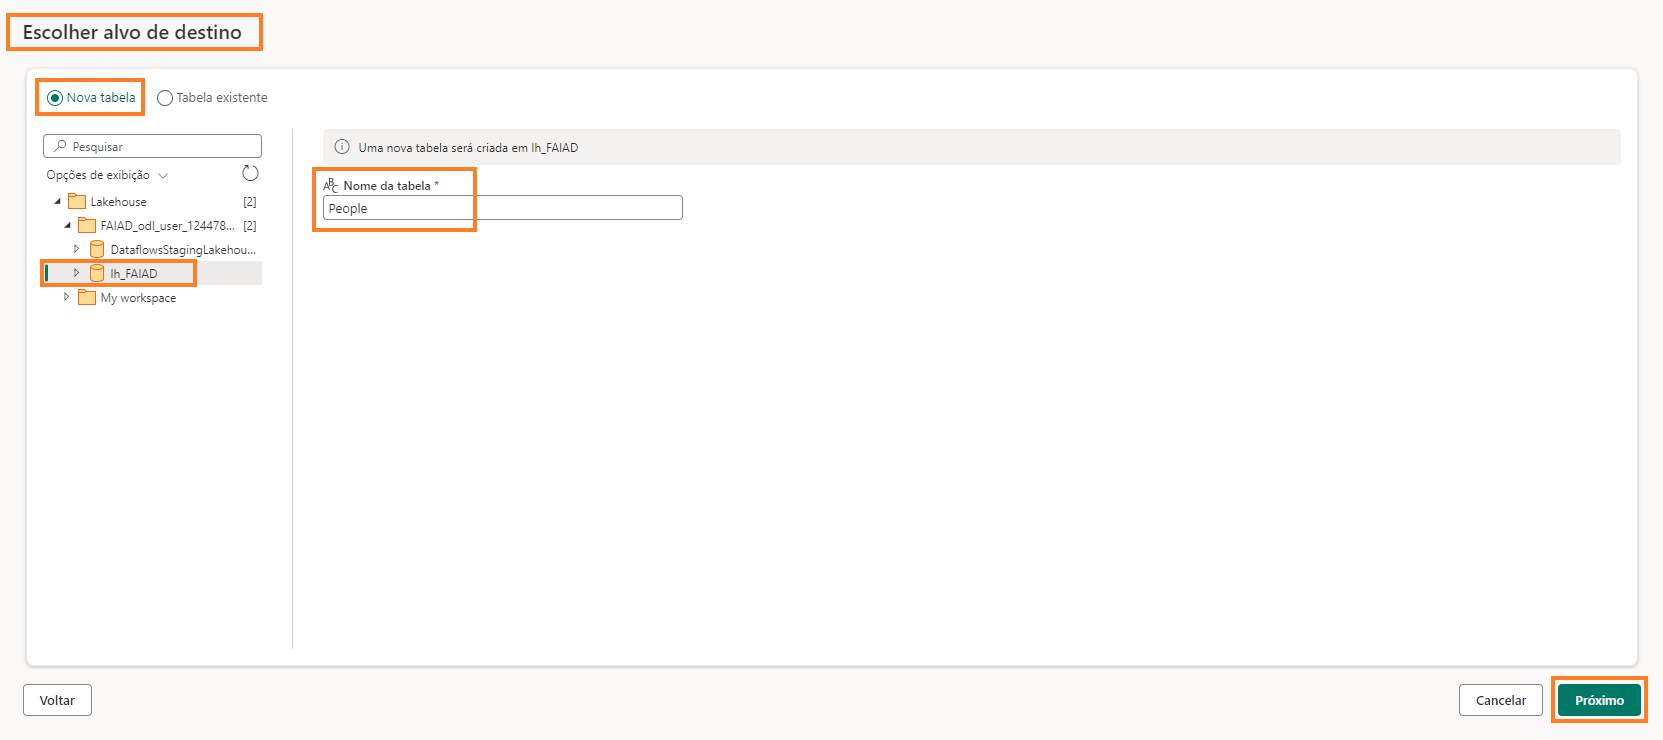 Escolher alvo de destino
Nova tabela
Tabela existente
Pesquisar
Opções de exibição
Lakehouse [2]
FAIAD_odl_user_124478... [2]
DataflowsStagingLakehou...
lh_FAIAD
My workspace
Uma nova tabela será criada em lh_FAIAD
ABC Nome da tabela *
People
Voltar
Cancelar
Próximo